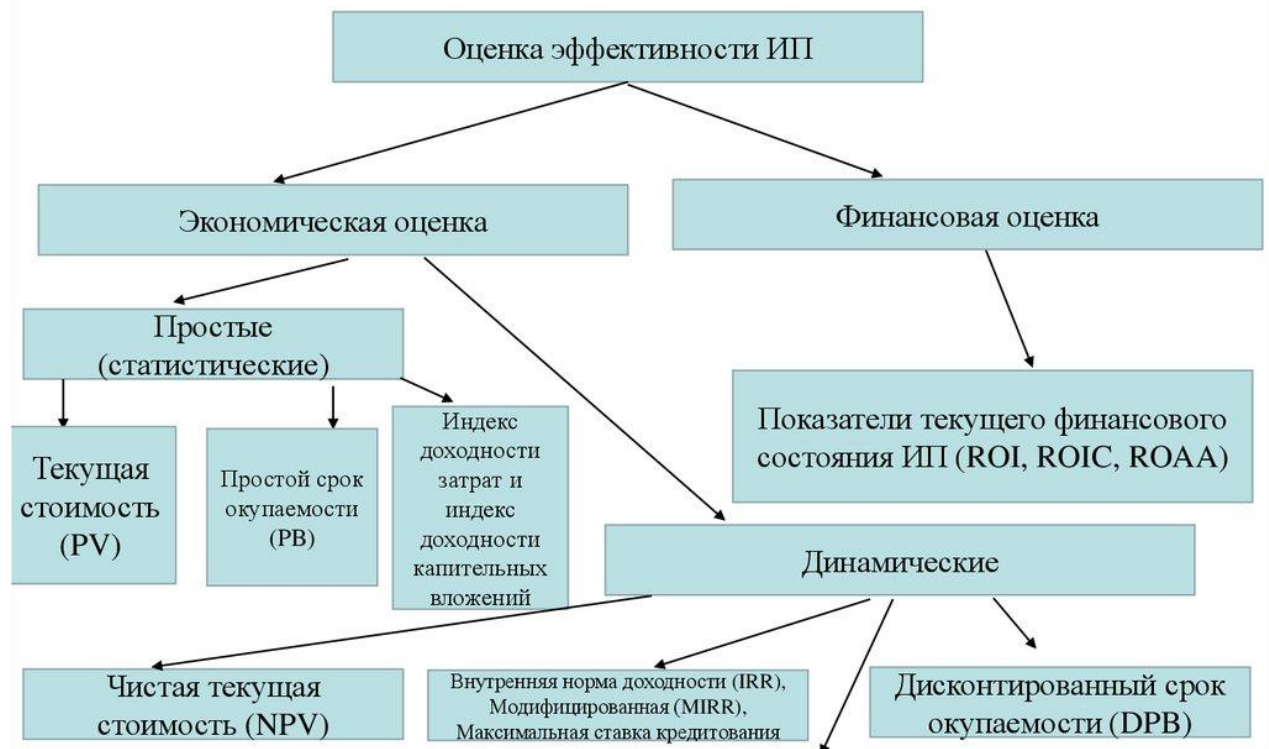 Оценка эффективности ИП
Экономическая оценка
Финансовая оценка
Простые
(статистические)
Текущая
стоимость
(PV)
Простой срок
окупаемости
(PB)
Индекс
доходности
затрат и
индекс
доходности
капительных
вложений
Показатели текущего финансового
состояния ИП (ROI, ROIC, ROAA)
Динамические
Чистая текущая
стоимость (NPV)
Внутренняя норма доходности (IRR),
Модифицированная (MIRR),
Максимальная ставка кредитования
Дисконтированный срок
окупаемости (DPB)